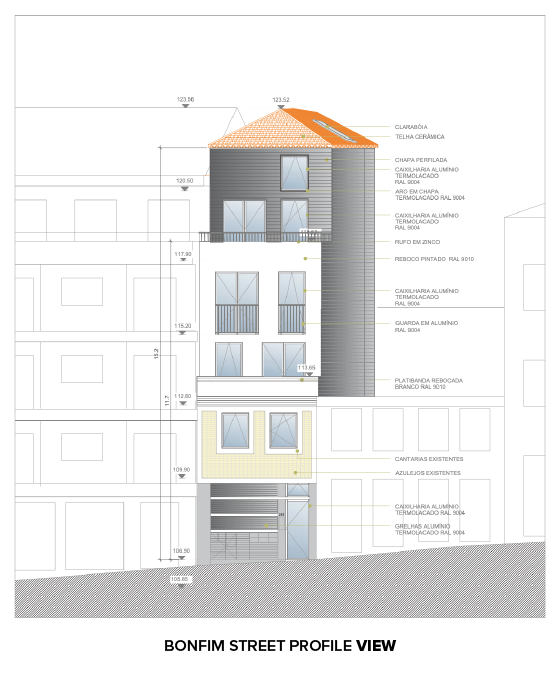 123.56
123.52
CLARABÓIA
TELHA CERÂMICA
CHAPA PERFILADA
CAIXILHARIA ALUMÍNIO
TERMOLACADO
RAL 9004
120.50
ARO EM CHAPA
TERMOLACADO RAL 9004
CAIXILHARIA ALUMÍNIO
TERMOLACADO
RAL 9004
RUFO EM ZINCO
117.90
REBOCO PINTADO RAL 9010
CAIXILHARIA ALUMÍNIO
TERMOLACADO
RAL 9004
115.20
GUARDA EM ALUMÍNIO
RAL 9004
15.2
113.65
PLATIBANDA REBOCADA
BRANCO RAL 9010
11.7
112.60
CANTARIAS EXISTENTES
109.90
AZULEJOS EXISTENTES
CAIXILHARIA ALUMÍNIO
TERMOLACADO RAL 9004
GRELHAS ALUMÍNIO
TERMOLACADO RAL 9004
106.50
105.85
BONFIM STREET PROFILE VIEW